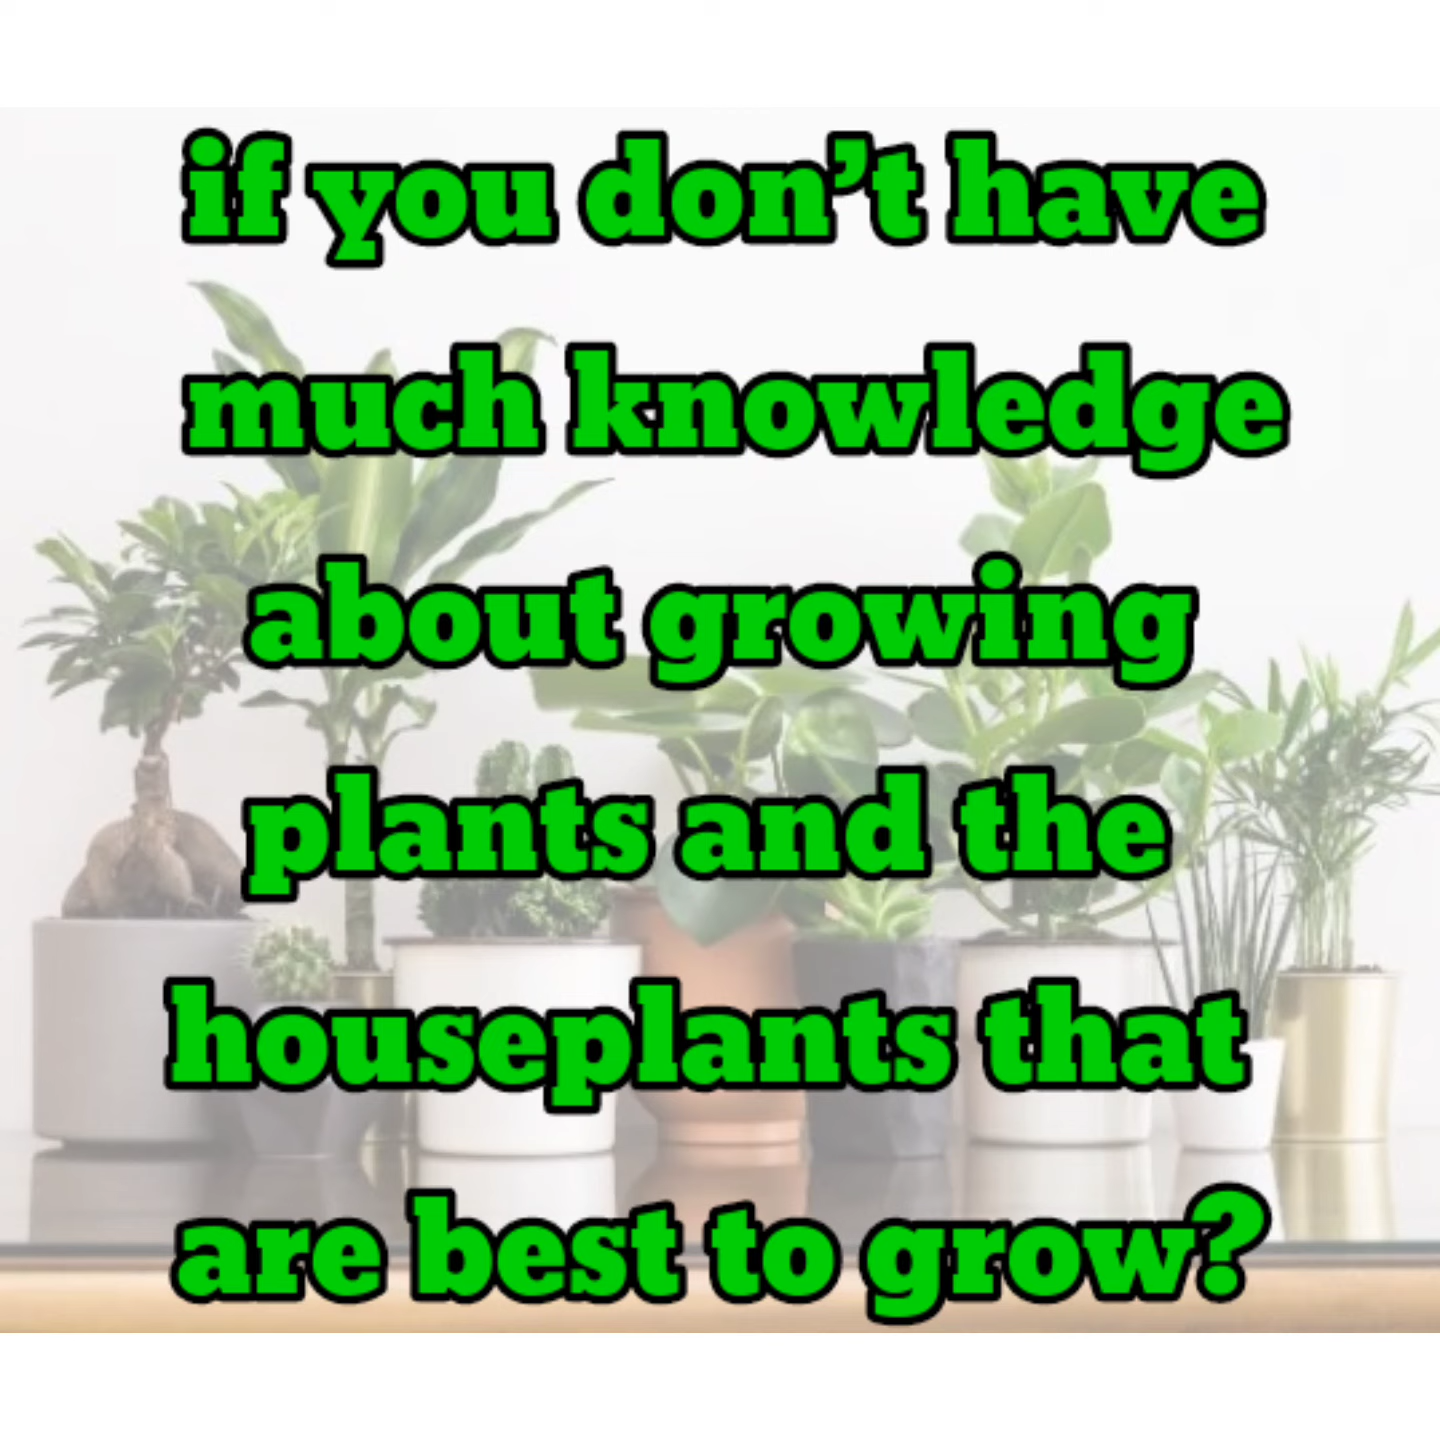 if you don’t have
much knowledge
about growing
plants and the
houseplants that
are best to grow?